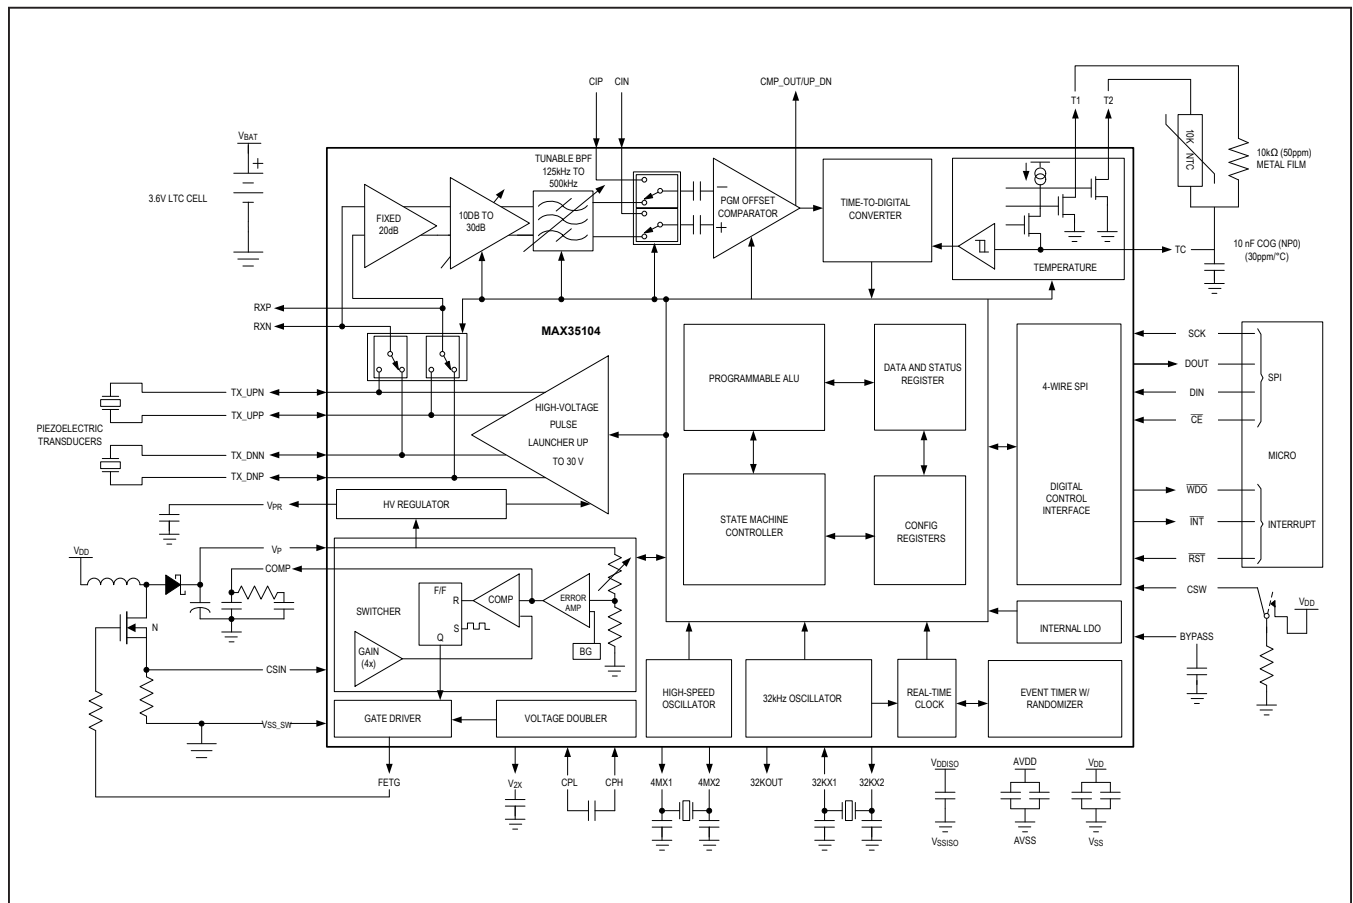 CIP
CIN
CMP_OUT/UP_DN
T1
T2
VBAT
+
3.6V LTC CELL
TUNABLE BPF
125kHz TO
500kHz
FIXED
20dB
10DB TO
30dB
−
PGM OFFSET
COMPARATOR
+
TIME-TO-DIGITAL
CONVERTER
TEMPERATURE
10K NTC
10kΩ (50ppm)
METAL FILM
TC
10 nF COG (NP0)
(30ppm/°C)
RXP
RXN
MAX35104
TX_UPN
TX_UPP
PIEZOELECTRIC
TRANSDUCERS
TX_DNN
TX_DNP
HIGH-VOLTAGE
PULSE
LAUNCHER UP
TO 30 V
PROGRAMMABLE ALU
DATA AND STATUS
REGISTER
STATE MACHINE
CONTROLLER
CONFIG
REGISTERS
4-WIRE SPI
DIGITAL
CONTROL
INTERFACE
SCK
DOUT
DIN
CE
SPI
MICRO
WDO
INT
RST
INTERRUPT
CSW
VDD
BYPASS
VPR
HV REGULATOR
VDD
VP
COMP
N
CSIN
VSS_SW
SWITCHER
F/F
R
S
Q
COMP
ERROR
AMP
BG
GAIN
(4x)
GATE DRIVER
VOLTAGE DOUBLER
HIGH-SPEED
OSCILLATOR
32kHz OSCILLATOR
REAL-TIME
CLOCK
INTERNAL LDO
EVENT TIMER W/
RANDOMIZER
FETG
V2X
CPL
CPH
4MX1
4MX2
32KOUT
32KX1
32KX2
VDDISO
VSSISO
AVDD
AVSS
VDD
VSS